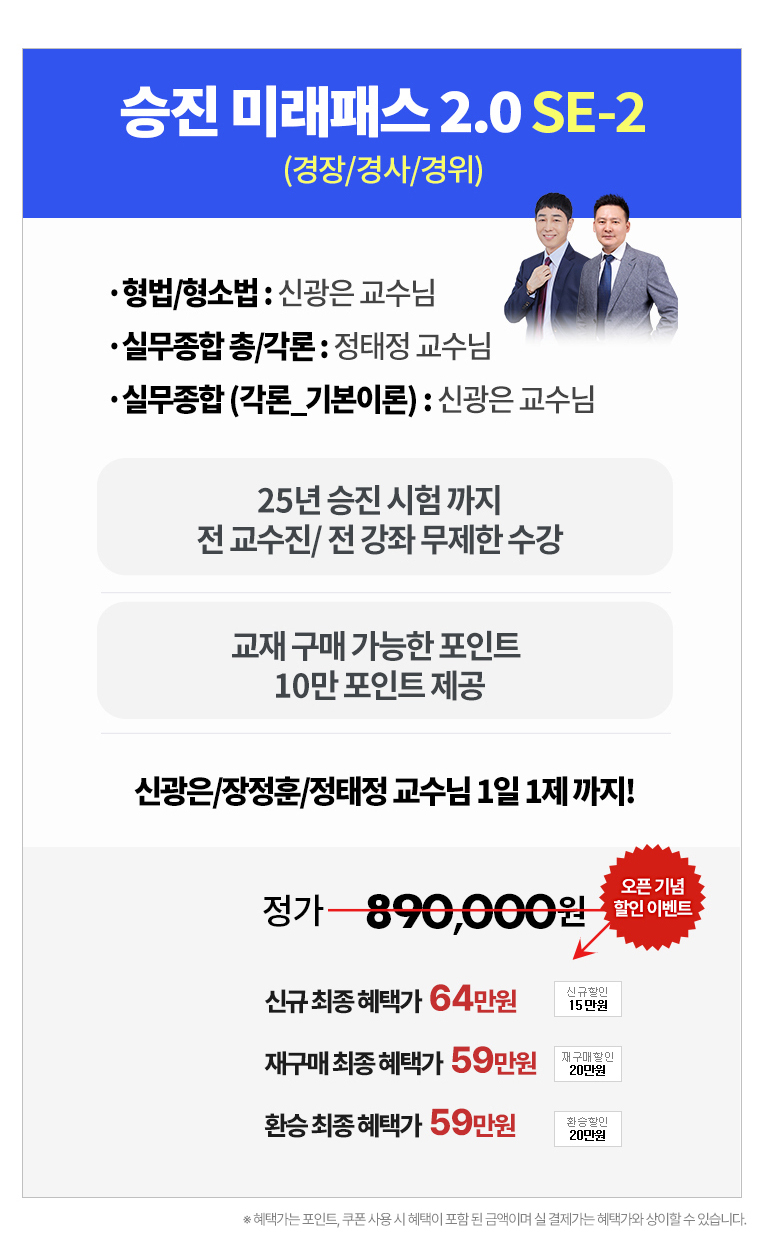 승진 미래패스 2.0 SE-2
(경장/경사/경위)
· 형법/형소법 : 신광은 교수님
· 실무종합 총/각론 : 정태정 교수님
· 실무종합 (각론_기본이론) : 신광은 교수님
25년 승진 시험 까지
전 교수진/ 전 강좌 무제한 수강
교재 구매 가능한 포인트
10만 포인트 제공
신광은/장정훈/정태정 교수님 1일 1제 까지!
오픈 기념
할인 이벤트
정가 890,000원
신규 최종 혜택가 64만원
신규할인
15만원
재구매 최종 혜택가 59만원
재구매할인
20만원
환승 최종 혜택가 59만원
환승할인
20만원
※ 혜택가는 포인트, 쿠폰 사용 시 혜택이 포함 된 금액이며 실 결제가는 혜택가와 상이할 수 있습니다.